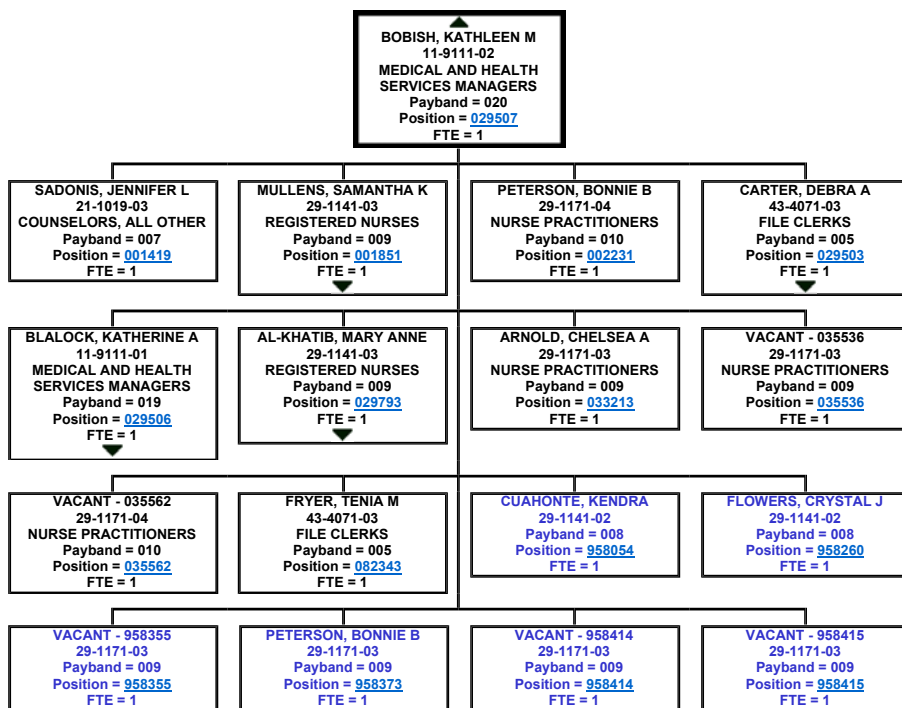 BOBISH, KATHLEEN M
11-9111-02
MEDICAL AND HEALTH
SERVICES MANAGERS
Payband = 020
Position = 029507
FTE = 1
SADONIS, JENNIFER L
21-1019-03
COUNSELORS, ALL OTHER
Payband = 007
Position = 001419
FTE = 1
MULLENS, SAMANTHA K
29-1141-03
REGISTERED NURSES
Payband = 009
Position = 001851
FTE = 1
PETERSON, BONNIE B
29-1171-04
NURSE PRACTITIONERS
Payband = 010
Position = 002231
FTE = 1
CARTER, DEBRA A
43-4071-03
FILE CLERKS
Payband = 005
Position = 029503
FTE = 1
BLALOCK, KATHERINE A
11-9111-01
MEDICAL AND HEALTH
SERVICES MANAGERS
Payband = 019
Position = 029506
FTE = 1
AL-KHATIB, MARY ANNE
29-1141-03
REGISTERED NURSES
Payband = 009
Position = 029793
FTE = 1
ARNOLD, CHELSEA A
29-1171-03
NURSE PRACTITIONERS
Payband = 009
Position = 033213
FTE = 1
VACANT - 035536
29-1171-03
NURSE PRACTITIONERS
Payband = 009
Position = 035536
FTE = 1
VACANT - 035562
29-1171-04
NURSE PRACTITIONERS
Payband = 010
Position = 035562
FTE = 1
FRYER, TENIA M
43-4071-03
FILE CLERKS
Payband = 005
Position = 082343
FTE = 1
CUAHONTE, KENDRA
29-1141-02
Payband = 008
Position = 958054
FTE = 1
FLOWERS, CRYSTAL J
29-1141-02
Payband = 008
Position = 958260
FTE = 1
VACANT - 958355
29-1171-03
Payband = 009
Position = 958355
FTE = 1
PETERSON, BONNIE B
29-1171-03
Payband = 009
Position = 958373
FTE = 1
VACANT - 958414
29-1171-03
Payband = 009
Position = 958414
FTE = 1
VACANT - 958415
29-1171-03
Payband = 009
Position = 958415
FTE = 1